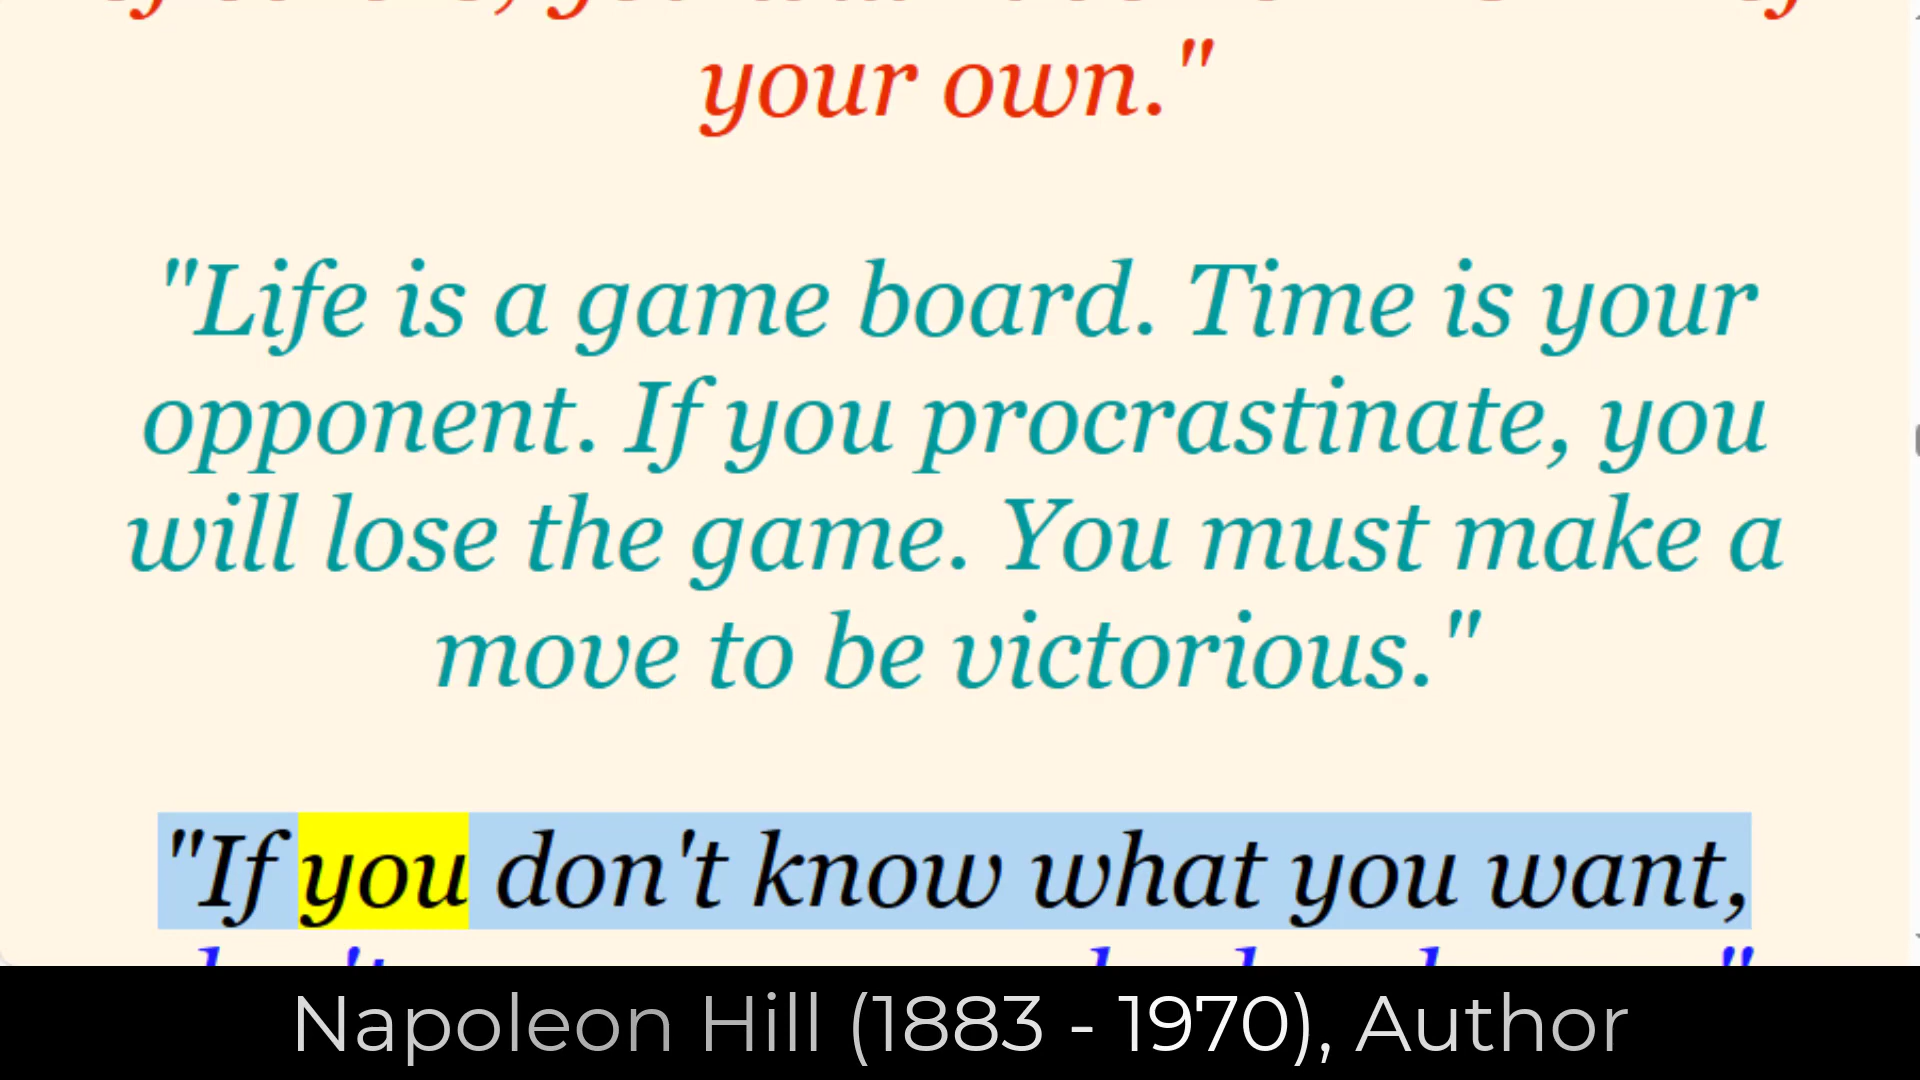 your own."
"Life is a game board. Time is your
opponent. If you procrastinate, you
will lose the game. You must make a
move to be victorious."
"If you don't know what you want,
Napoleon Hill (1883 - 1970), Author